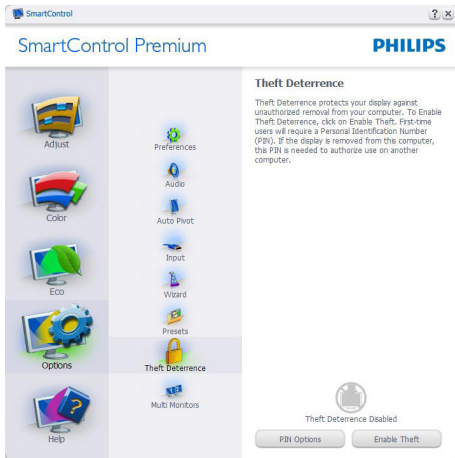 SmartControl
? x
SmartControl Premium
PHILIPS
Adjust
Color
Eco
Options
Help
Preferences
Audio
Auto Pivot
Input
Wizard
Presets
Theft Deterrence
Multi Monitors
Theft Deterrence
Theft Deterrence protects your display against
unauthorized removal from your computer. To Enable
Theft Deterrence, click on Enable Theft. First-time
users will require a Personal Identification Number
(PIN). If the display is removed from this computer,
this PIN is needed to authorize use on another
computer.
Theft Deterrence Disabled
PIN Options
Enable Theft